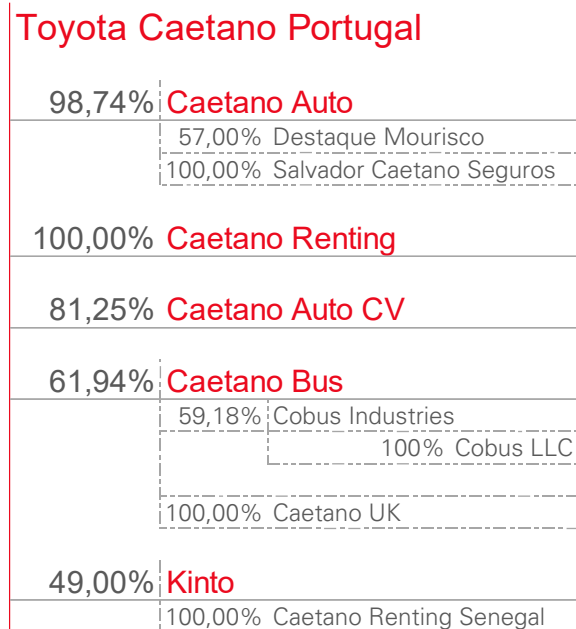 Toyota Caetano Portugal
98,74% Caetano Auto
57,00% Destaque Mourisco
100,00% Salvador Caetano Seguros
100,00% Caetano Renting
81,25% Caetano Auto CV
61,94% Caetano Bus
59,18% Cobus Industries
100% Cobus LLC
100,00% Caetano UK
49,00% Kinto
100,00% Caetano Renting Senegal